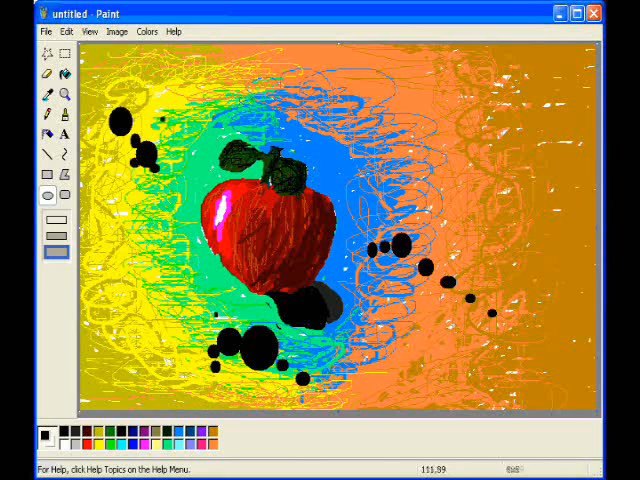 untitled - Paint
File Edit View Image Colors Help
A
For Help, click Help Topics on the Help Menu. 111,89